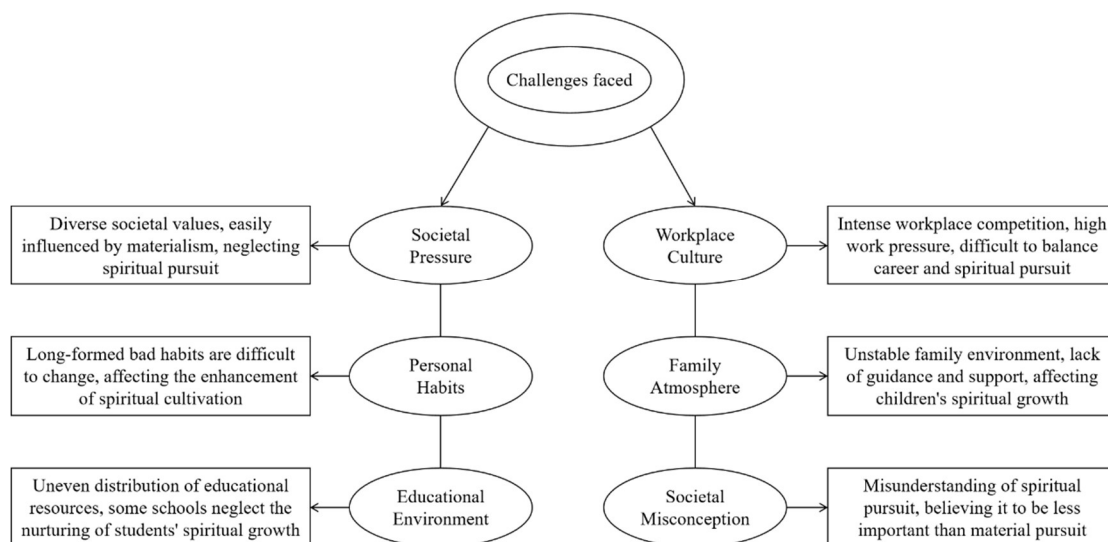 Challenges faced
Diverse societal values, easily
influenced by materialism, neglecting
spiritual pursuit
Societal
Pressure
Workplace
Culture
Intense workplace competition, high
work pressure, difficult to balance
career and spiritual pursuit
Long-formed bad habits are difficult
to change, affecting the enhancement
of spiritual cultivation
Personal
Habits
Family
Atmosphere
Unstable family environment, lack
of guidance and support, affecting
children's spiritual growth
Uneven distribution of educational
resources, some schools neglect the
nurturing of students' spiritual growth
Educational
Environment
Societal
Misconception
Misunderstanding of spiritual
pursuit, believing it to be less
important than material pursuit